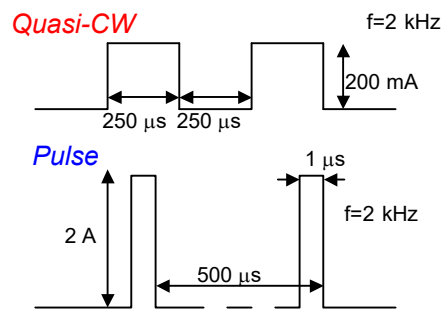 Quasi-CW
f=2 kHz
200 mA
250 μs 250 μs
Pulse
1 μs
2 A
f=2 kHz
500 μs